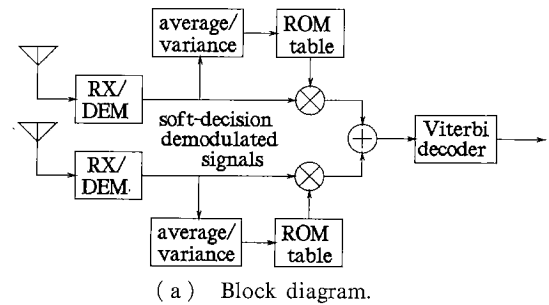 average/
variance
ROM
table
RX/
DEM
soft-decision
demodulated
signals
Viterbi
decoder
RX/
DEM.
average/
variance
ROM
table
(a) Block diagram.